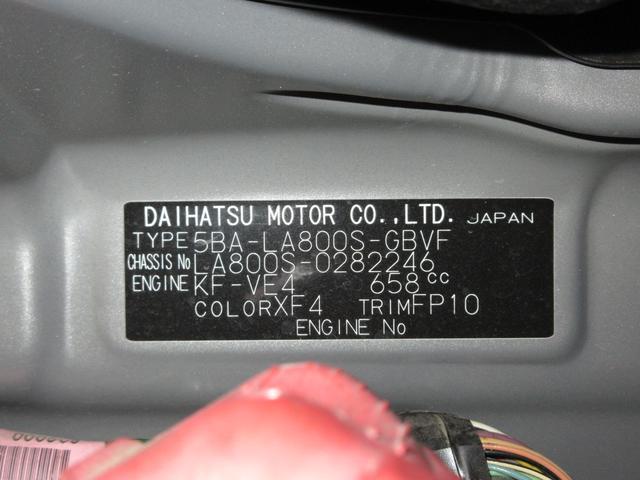 DAIHATSU MOTOR CO.,LTD. JAPAN
TYPE 5BA-LA800S-GBVF
CHASSIS No LA800S-0282246
ENGINE KF-VE4 658cc
COLOR XF4 TRIM FP10
ENGINE No